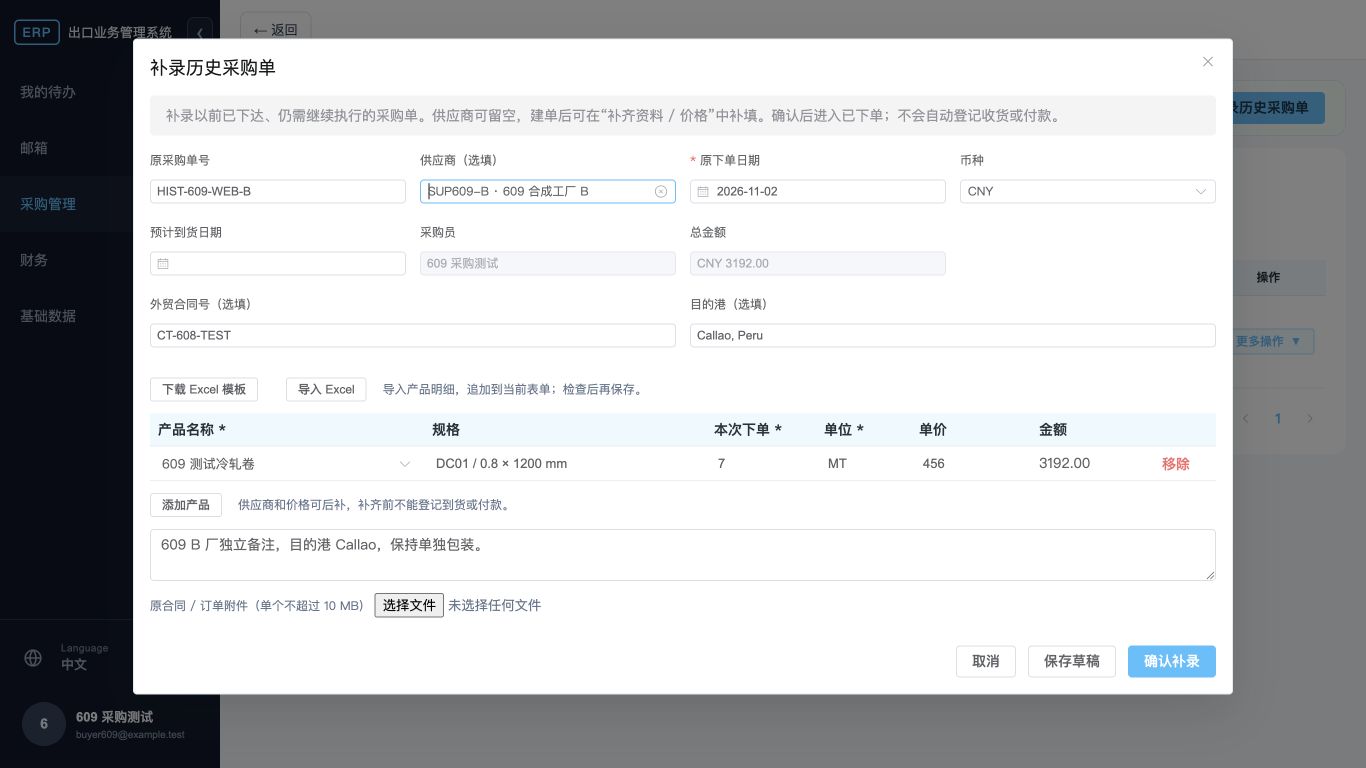 ERP 出口业务管理系统
← 返回
我的待办
邮箱
采购管理
财务
基础数据
Language
中文
6
609 采购测试
buyer609@example.test
录历史采购单
操作
更多操作 ▼
1
补录历史采购单
补录以前已下达、仍需继续执行的采购单。供应商可留空，建单后可在“补齐资料 / 价格”中补填。确认后进入已下单；不会自动登记收货或付款。
原采购单号 供应商（选填） * 原下单日期 币种
HIST-609-WEB-B SUP609-B · 609 合成工厂 B 2026-11-02 CNY
预计到货日期 采购员 总金额
609 采购测试 CNY 3192.00
外贸合同号（选填） 目的港（选填）
CT-608-TEST Callao, Peru
下载 Excel 模板 导入 Excel 导入产品明细，追加到当前表单；检查后再保存。
产品名称 * 规格 本次下单 * 单位 * 单价 金额
609 测试冷轧卷 DC01 / 0.8 × 1200 mm 7 MT 456 3192.00 移除
添加产品 供应商和价格可后补，补齐前不能登记到货或付款。
609 B 厂独立备注，目的港 Callao，保持单独包装。
原合同 / 订单附件（单个不超过 10 MB） 选择文件 未选择任何文件
取消 保存草稿 确认补录